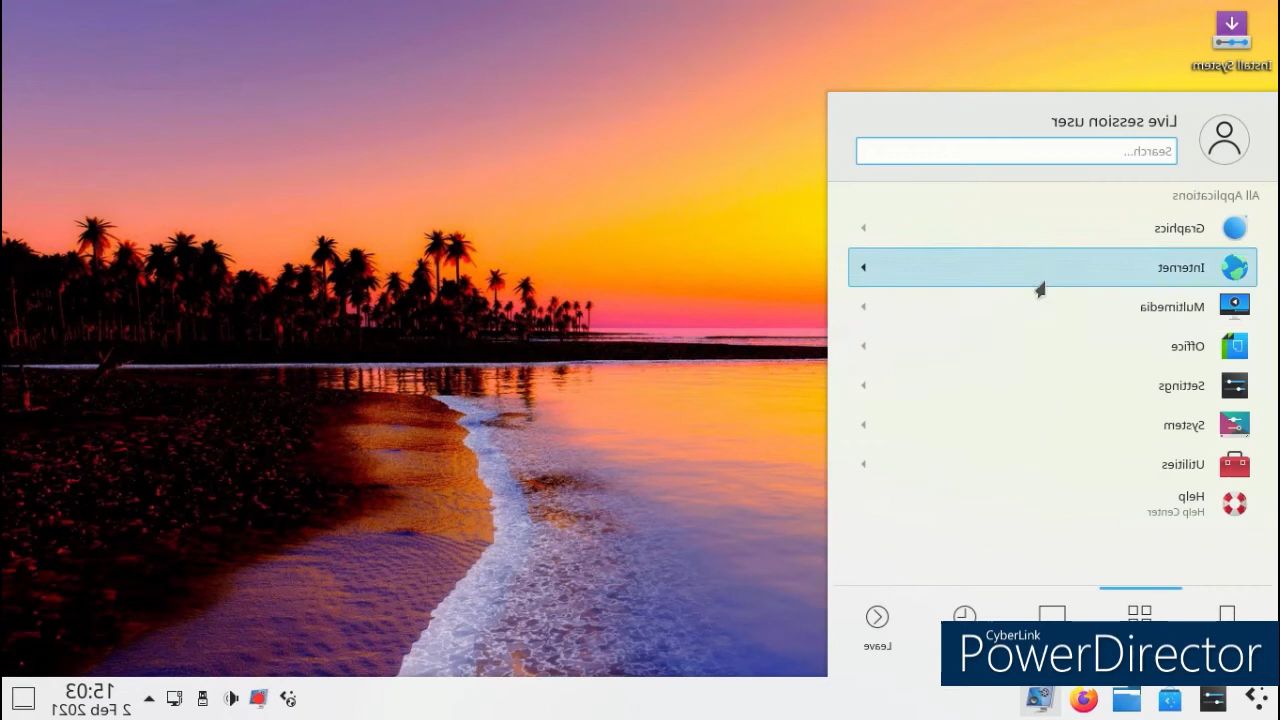 Install System
Live session user
Search...
All Applications
Graphics
Internet
Multimedia
Office
Settings
System
Utilities
Help
Help Center
Leave
CyberLink
PowerDirector
15:03
2 Feb 2021